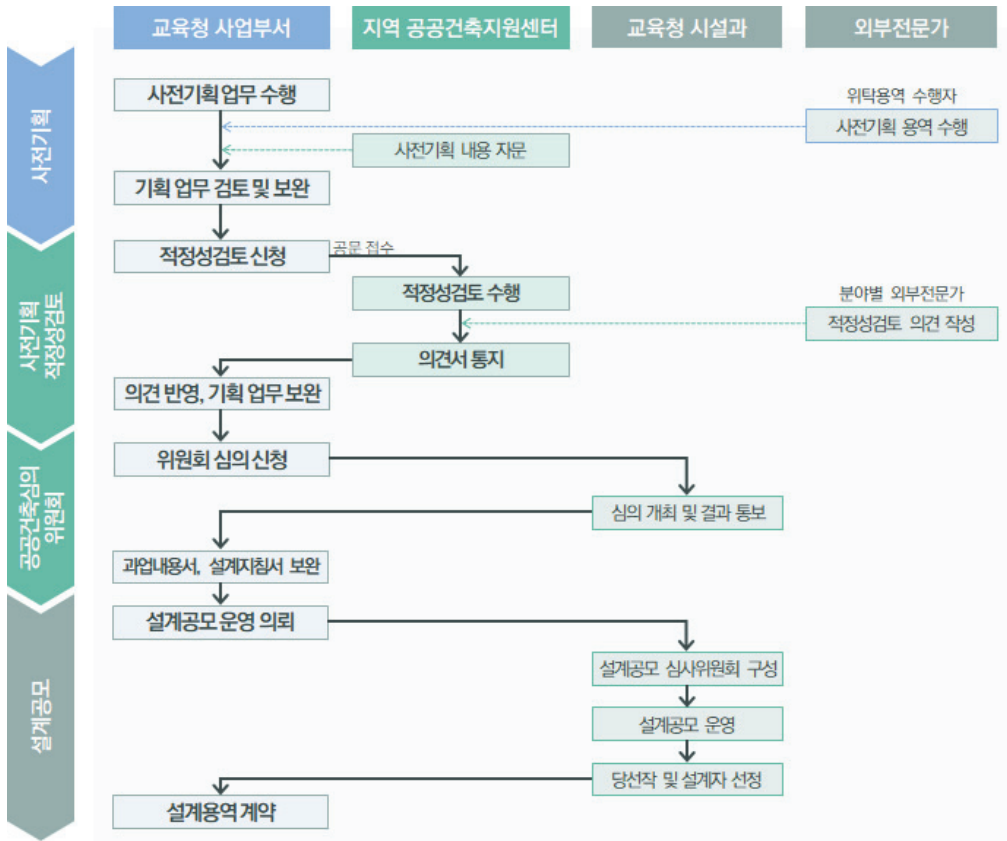 교육청 사업부서
지역 공공건축지원센터
교육청 시설과
외부전문가
사전기획
사전기획 업무 수행
위탁용역 수행자
사전기획 용역 수행
사전기획 내용 자문
기획 업무 검토 및 보완
사전기획
적정성검토
적정성검토 신청
공문 접수
적정성검토 수행
분야별 외부전문가
적정성검토 의견 작성
의견서 통지
의견 반영, 기획 업무 보완
공공건축심의
위원회
위원회 심의 신청
심의 개최 및 결과 통보
과업내용서, 설계지침서 보완
설계공모
설계공모 운영 의뢰
설계공모 심사위원회 구성
설계공모 운영
당선작 및 설계자 선정
설계용역 계약